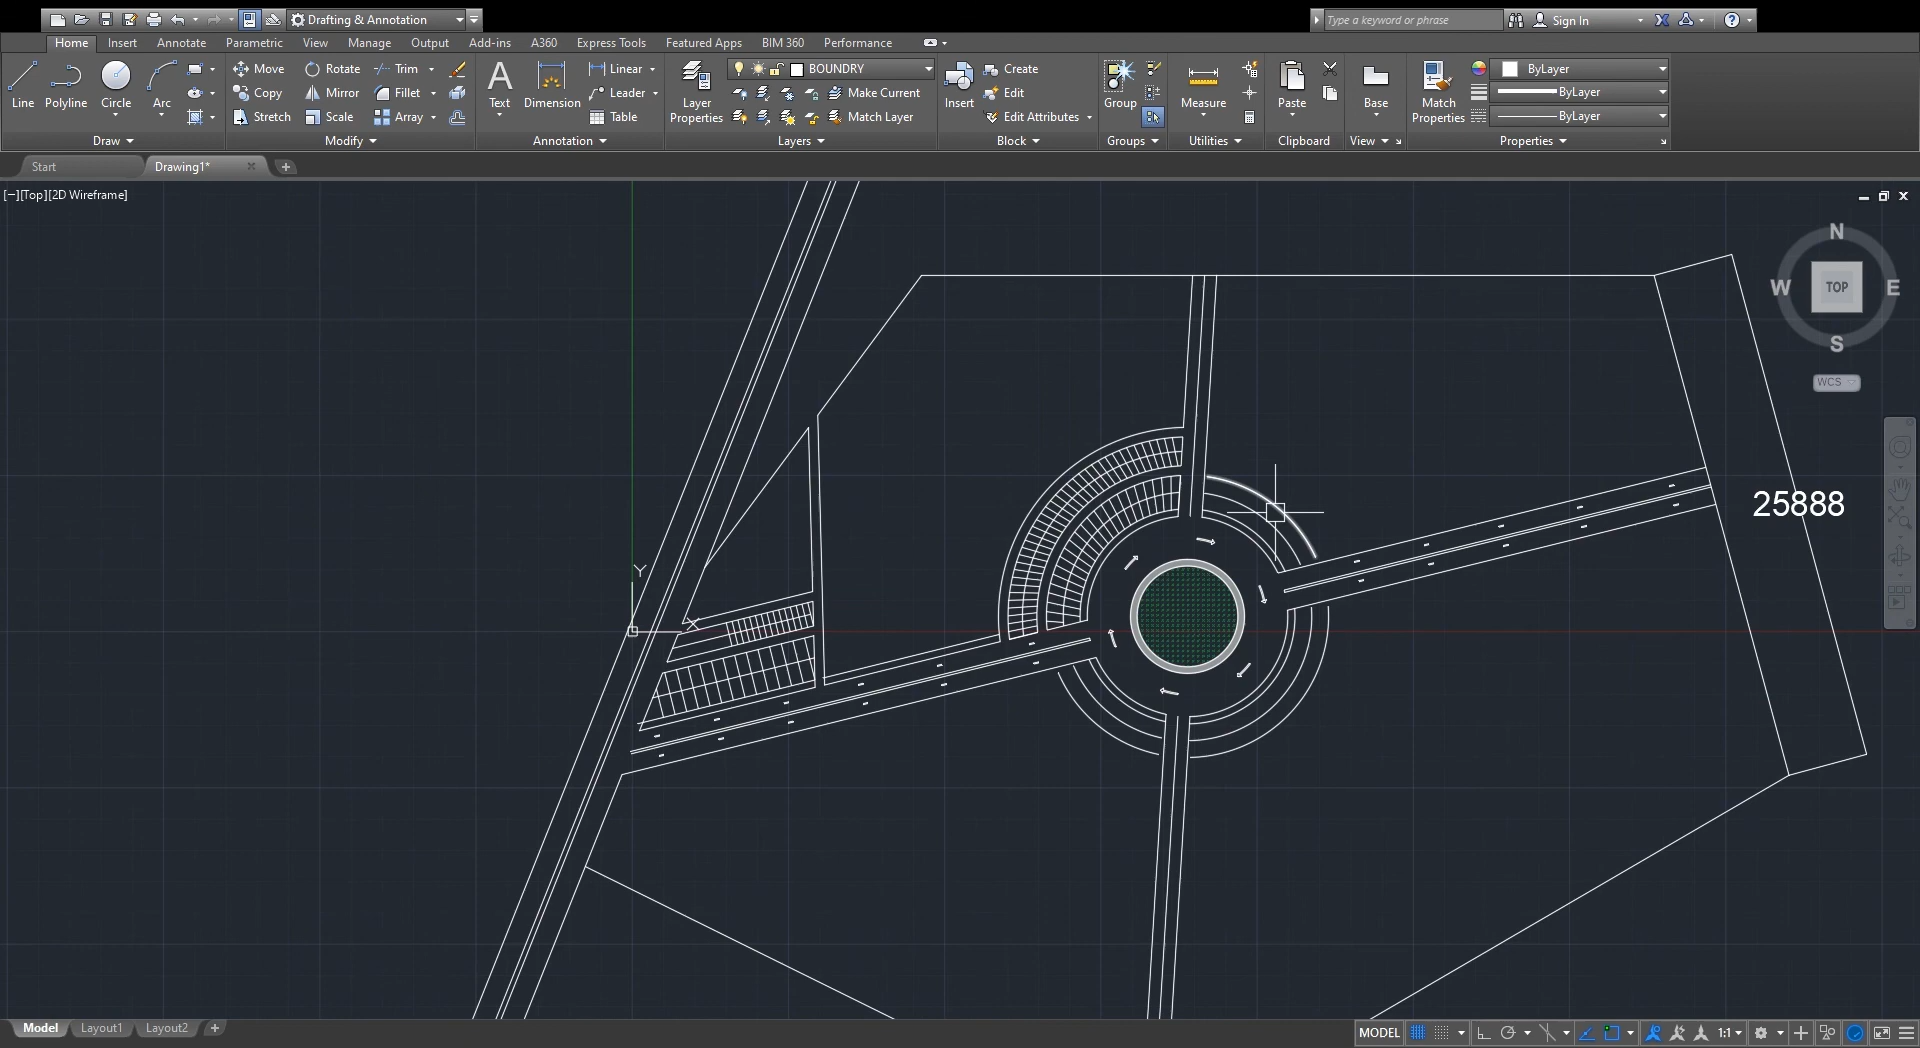 Drafting & Annotation
Type a keyword or phrase
Sign In
?
Home Insert Annotate Parametric View Manage Output Add-ins A360 Express Tools Featured Apps BIM 360 Performance
Line Polyline Circle Arc
Draw
Move Rotate Trim
Copy Mirror Fillet
Stretch Scale Array
Modify
A
Text Dimension
Linear
Leader
Table
Annotation
Layer Properties
BOUNDRY
Make Current
Match Layer
Layers
Insert
Create
Edit
Edit Attributes
Block
Group
Groups
Measure
Utilities
Paste
Clipboard
Base
View
Match Properties
ByLayer
ByLayer
ByLayer
Properties
Start Drawing1*
[−][Top][2D Wireframe]
N
W TOP E
S
WCS
25888
Y
X
Model Layout1 Layout2
MODEL 1:1